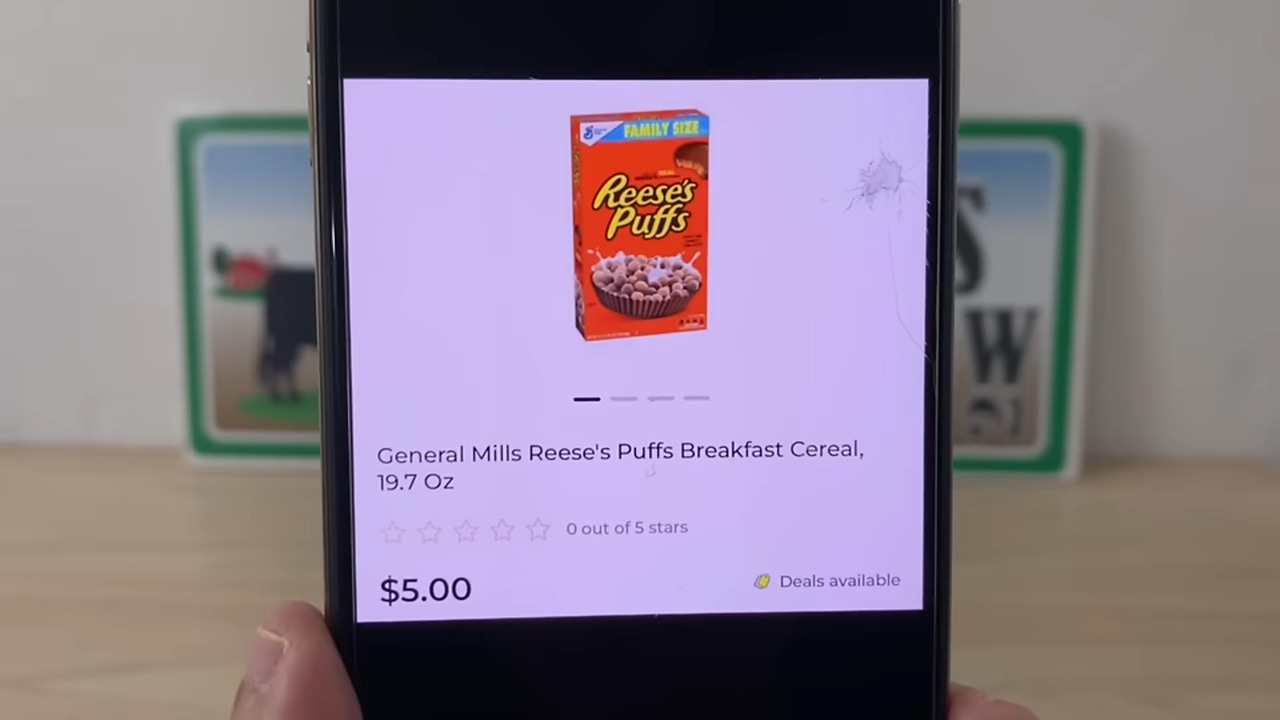 FAMILY SIZE
Reese's
Puffs
General Mills Reese's Puffs Breakfast Cereal,
19.7 Oz
0 out of 5 stars
$5.00
Deals available
S
W